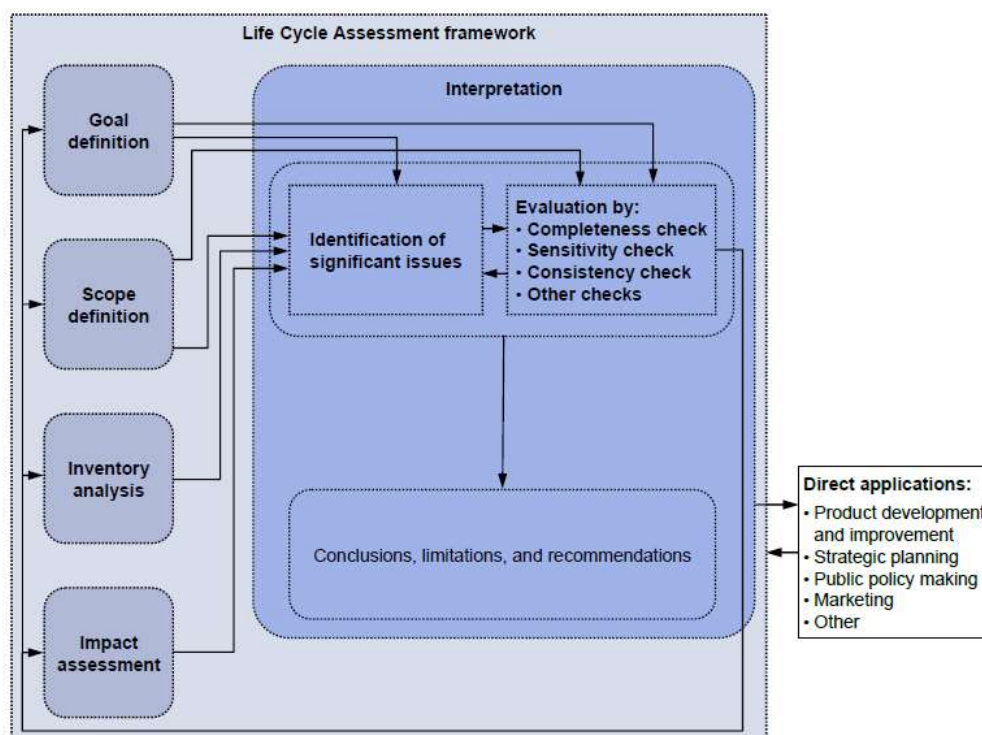 Life Cycle Assessment framework
Goal
definition
Scope
definition
Inventory
analysis
Impact
assessment
Interpretation
Identification of
significant issues
Evaluation by:
• Completeness check
• Sensitivity check
• Consistency check
• Other checks
Conclusions, limitations, and recommendations
Direct applications:
• Product development
and improvement
• Strategic planning
• Public policy making
• Marketing
• Other